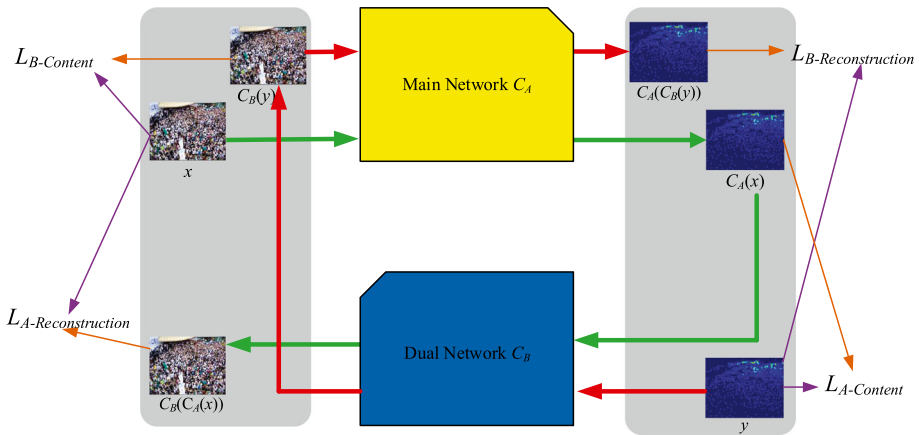 L_B-Content
C_B(y)
Main Network C_A
C_A(C_B(y))
L_B-Reconstruction
x
C_A(x)
L_A-Reconstruction
Dual Network C_B
C_B(C_A(x))
y
L_A-Content